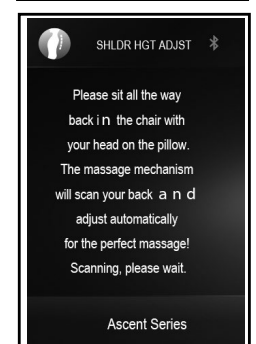 SHLDR HGT ADJST
Please sit all the way
back in the chair with
your head on the pillow.
The massage mechanism
will scan your back and
adjust automatically
for the perfect massage!
Scanning, please wait.
Ascent Series